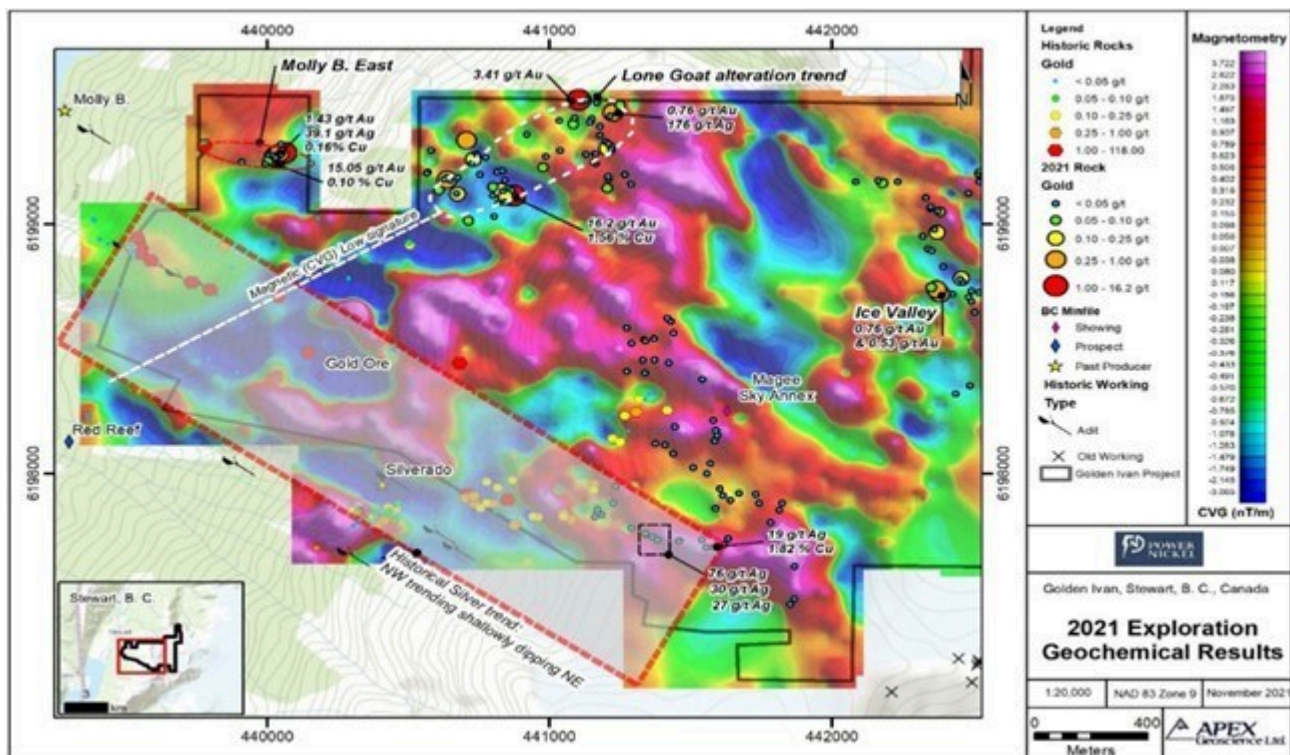 440000
441000
442000
Molly B. East
3.41 g/t Au
Lone Goat alteration trend
Molly B.
1.43 g/t Au
39.1 g/t Ag
0.16% Cu
0.76 g/t Au
176 g/t Ag
15.05 g/t Au
0.10 % Cu
16.2 g/t Au
1.56 % Cu
6199000
6199000
Magnetic (CVG) Low signature
Ice Valley
0.76 g/t Au
& 0.53 g/t Au
Gold Ore
Magee
Sky Annex
Red Reef
6198000
6198000
Silverado
19 g/t Ag
1.82 % Cu
76 g/t Ag
30 g/t Ag
27 g/t Ag
Historical Silver trend:
NW trending shallowly dipping NE
Stewart, B. C.
3
km
440000
441000
442000
Legend
Historic Rocks
Gold
< 0.05 g/t
0.05 - 0.10 g/t
0.10 - 0.25 g/t
0.25 - 1.00 g/t
1.00 - 118.00
2021 Rock
Gold
< 0.05 g/t
0.05 - 0.10 g/t
0.10 - 0.25 g/t
0.25 - 1.00 g/t
1.00 - 16.2 g/t
BC Minfile
Showing
Prospect
Past Producer
Historic Working
Type
Adit
Old Working
Golden Ivan Project
Magnetometry
CVG (nT/m)
POWER
NICKEL
Golden Ivan, Stewart, B. C., Canada
2021 Exploration
Geochemical Results
1:20,000
NAD 83 Zone 9
November 2021
0
400
Meters
APEX
Geoscience Ltd.